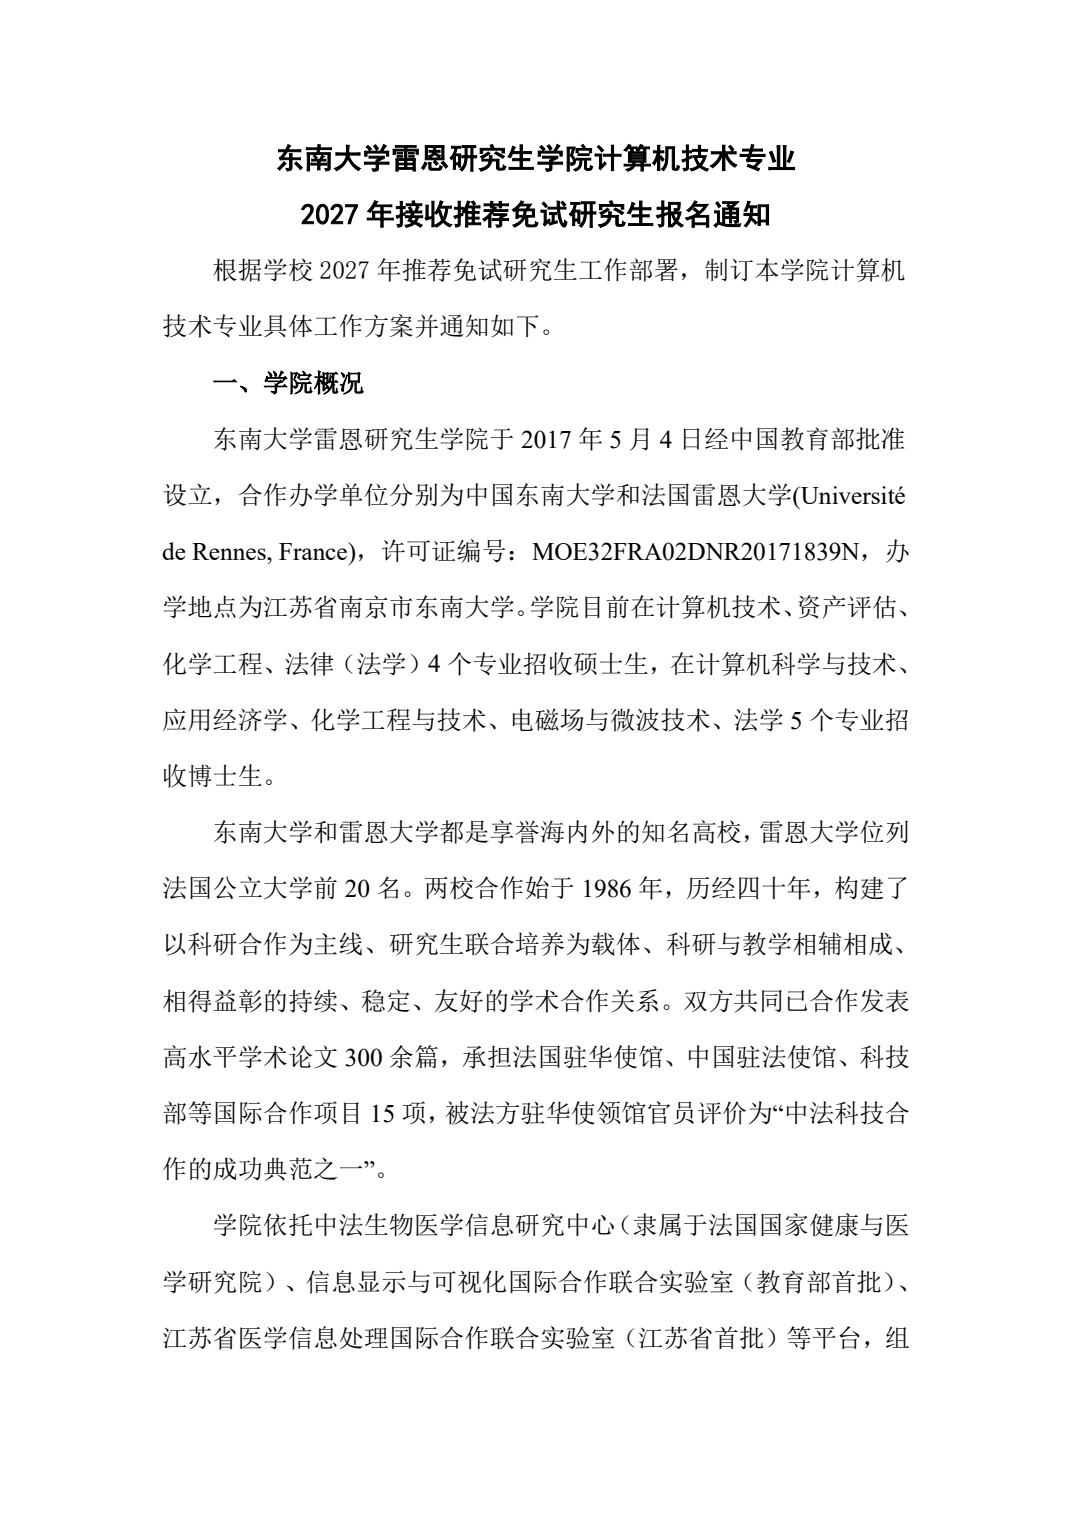 东南大学雷恩研究生学院计算机技术专业
2027 年接收推荐免试研究生报名通知
根据学校 2027 年推荐免试研究生工作部署，制订本学院计算机
技术专业具体工作方案并通知如下。
一、学院概况
东南大学雷恩研究生学院于 2017 年 5 月 4 日经中国教育部批准
设立，合作办学单位分别为中国东南大学和法国雷恩大学(Université
de Rennes, France)，许可证编号：MOE32FRA02DNR20171839N，办
学地点为江苏省南京市东南大学。学院目前在计算机技术、资产评估、
化学工程、法律（法学）4 个专业招收硕士生，在计算机科学与技术、
应用经济学、化学工程与技术、电磁场与微波技术、法学 5 个专业招
收博士生。
东南大学和雷恩大学都是享誉海内外的知名高校，雷恩大学位列
法国公立大学前 20 名。两校合作始于 1986 年，历经四十年，构建了
以科研合作为主线、研究生联合培养为载体、科研与教学相辅相成、
相得益彰的持续、稳定、友好的学术合作关系。双方共同已合作发表
高水平学术论文 300 余篇，承担法国驻华使馆、中国驻法使馆、科技
部等国际合作项目 15 项，被法方驻华使领馆官员评价为“中法科技合
作的成功典范之一”。
学院依托中法生物医学信息研究中心（隶属于法国国家健康与医
学研究院）、信息显示与可视化国际合作联合实验室（教育部首批）、
江苏省医学信息处理国际合作联合实验室（江苏省首批）等平台，组